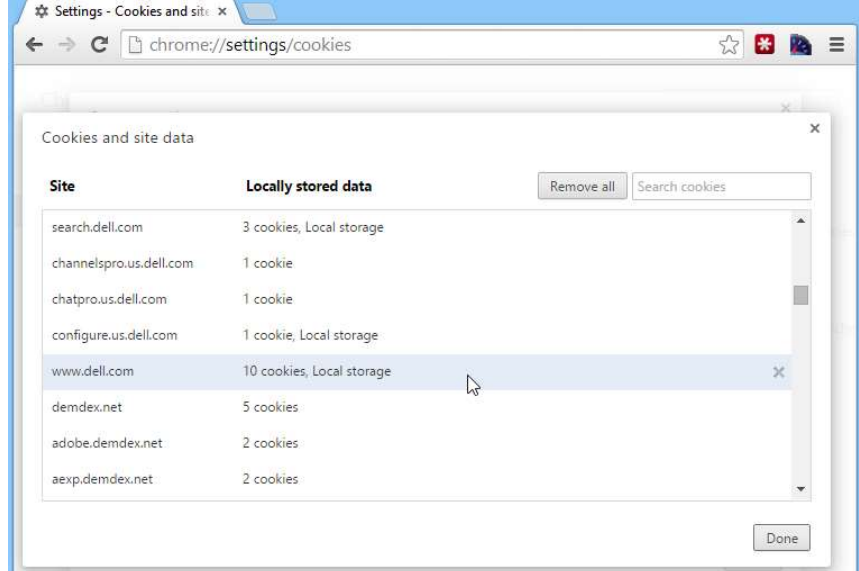 Settings - Cookies and site
chrome://settings/cookies
Cookies and site data
Site Locally stored data Remove all Search cookies
search.dell.com 3 cookies, Local storage
channelspro.us.dell.com 1 cookie
chatpro.us.dell.com 1 cookie
configure.us.dell.com 1 cookie, Local storage
www.dell.com 10 cookies, Local storage
demdex.net 5 cookies
adobe.demdex.net 2 cookies
aexp.demdex.net 2 cookies
Done